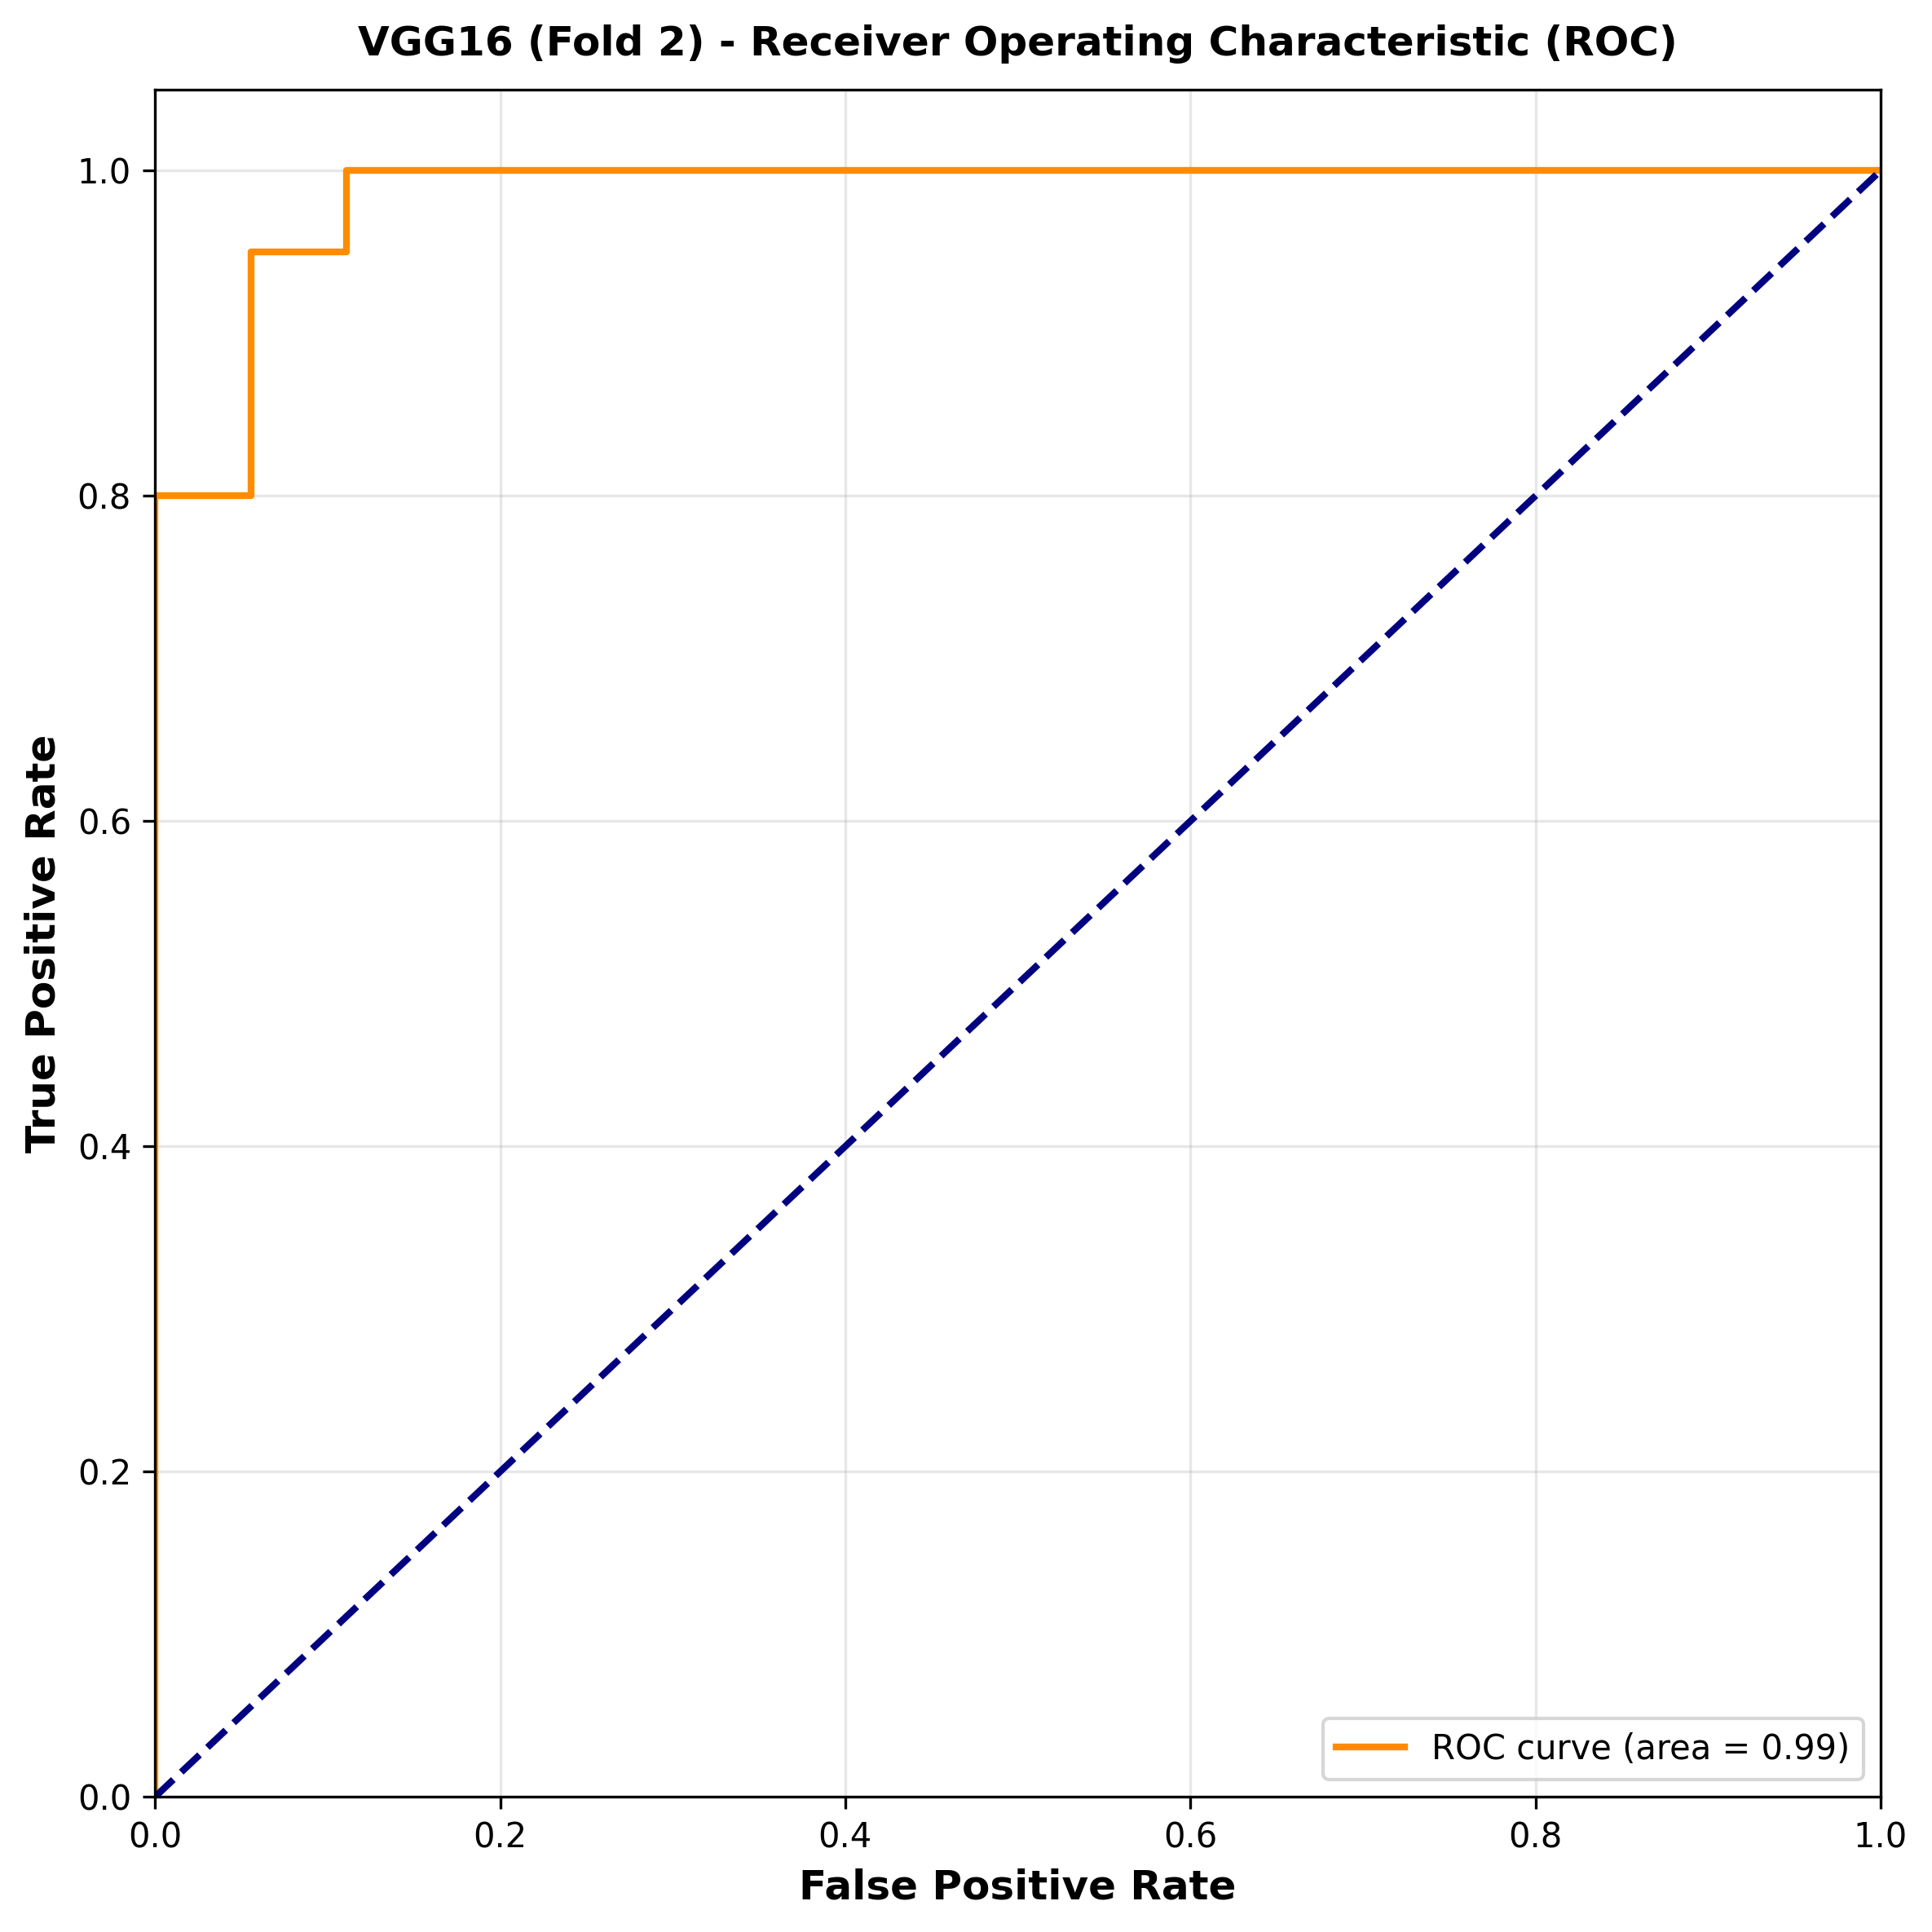 VGG16 (Fold 2) - Receiver Operating Characteristic (ROC)
True Positive Rate
1.0
0.8
0.6
0.4
0.2
0.0
ROC curve (area = 0.99)
0.0 0.2 0.4 0.6 0.8 1.0
False Positive Rate